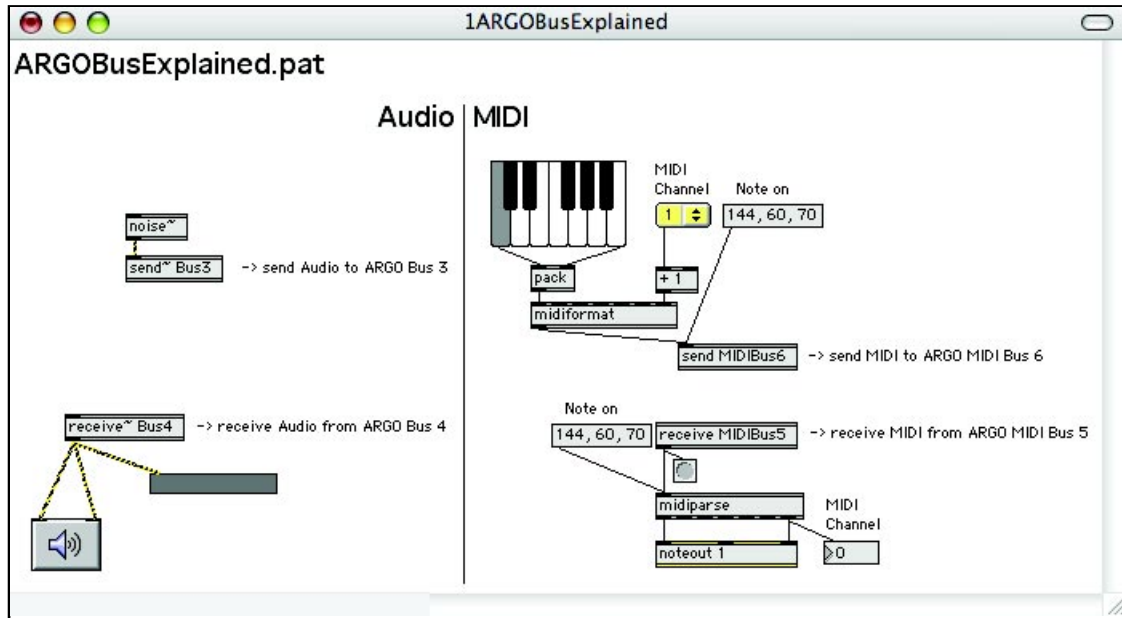 1ARGOBusExplained
ARGOBusExplained.pat
Audio
noise~
send~ Bus3
-> send Audio to ARGO Bus 3
receive~ Bus4
-> receive Audio from ARGO Bus 4
MIDI
MIDI
Channel
Note on
1
144, 60, 70
pack
+ 1
midiformat
send MIDIBus6
-> send MIDI to ARGO MIDI Bus 6
Note on
144, 60, 70
receive MIDIBus5
-> receive MIDI from ARGO MIDI Bus 5
midiparse
MIDI
Channel
noteout 1
0